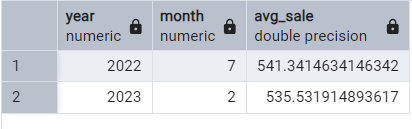 year month avg_sale
numeric numeric double precision
1 2022 7 541.3414634146342
2 2023 2 535.531914893617